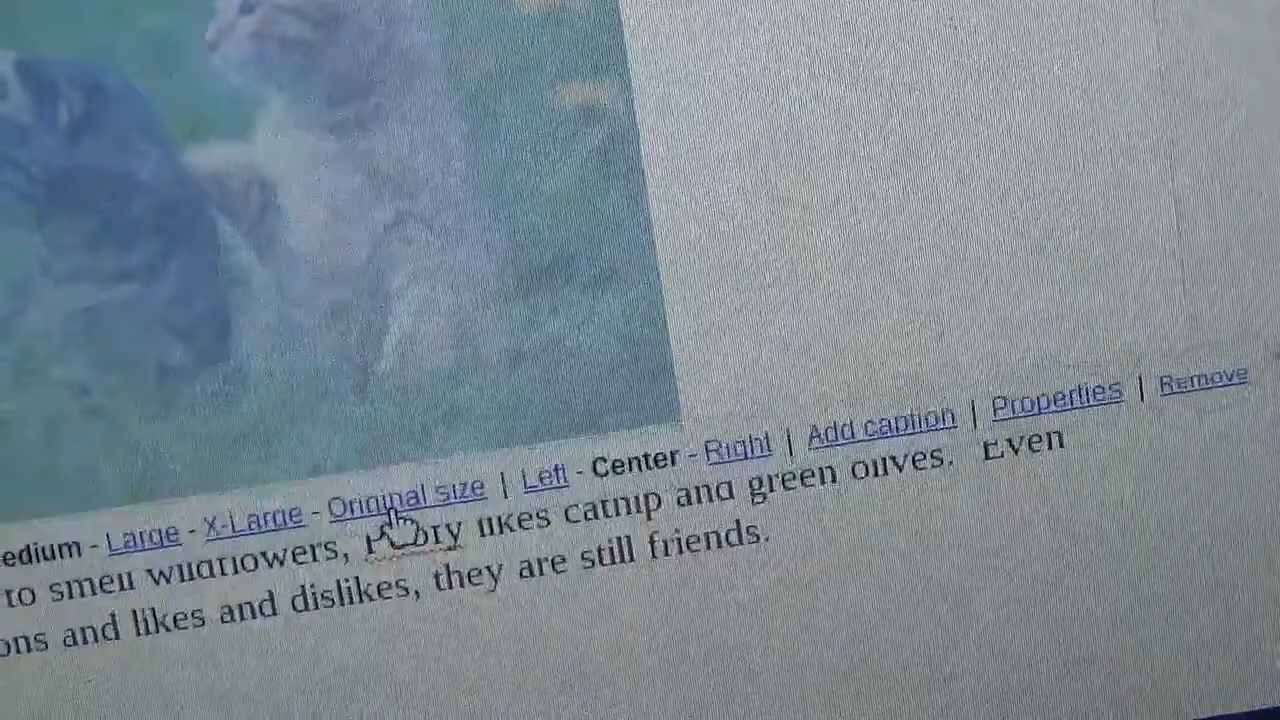 edium - Large - X-Large - Original size | Left - Center - Right | Add caption | Properties | Remove
to smell wildflowers, likes catnip and green olives. Even
ons and likes and dislikes, they are still friends.